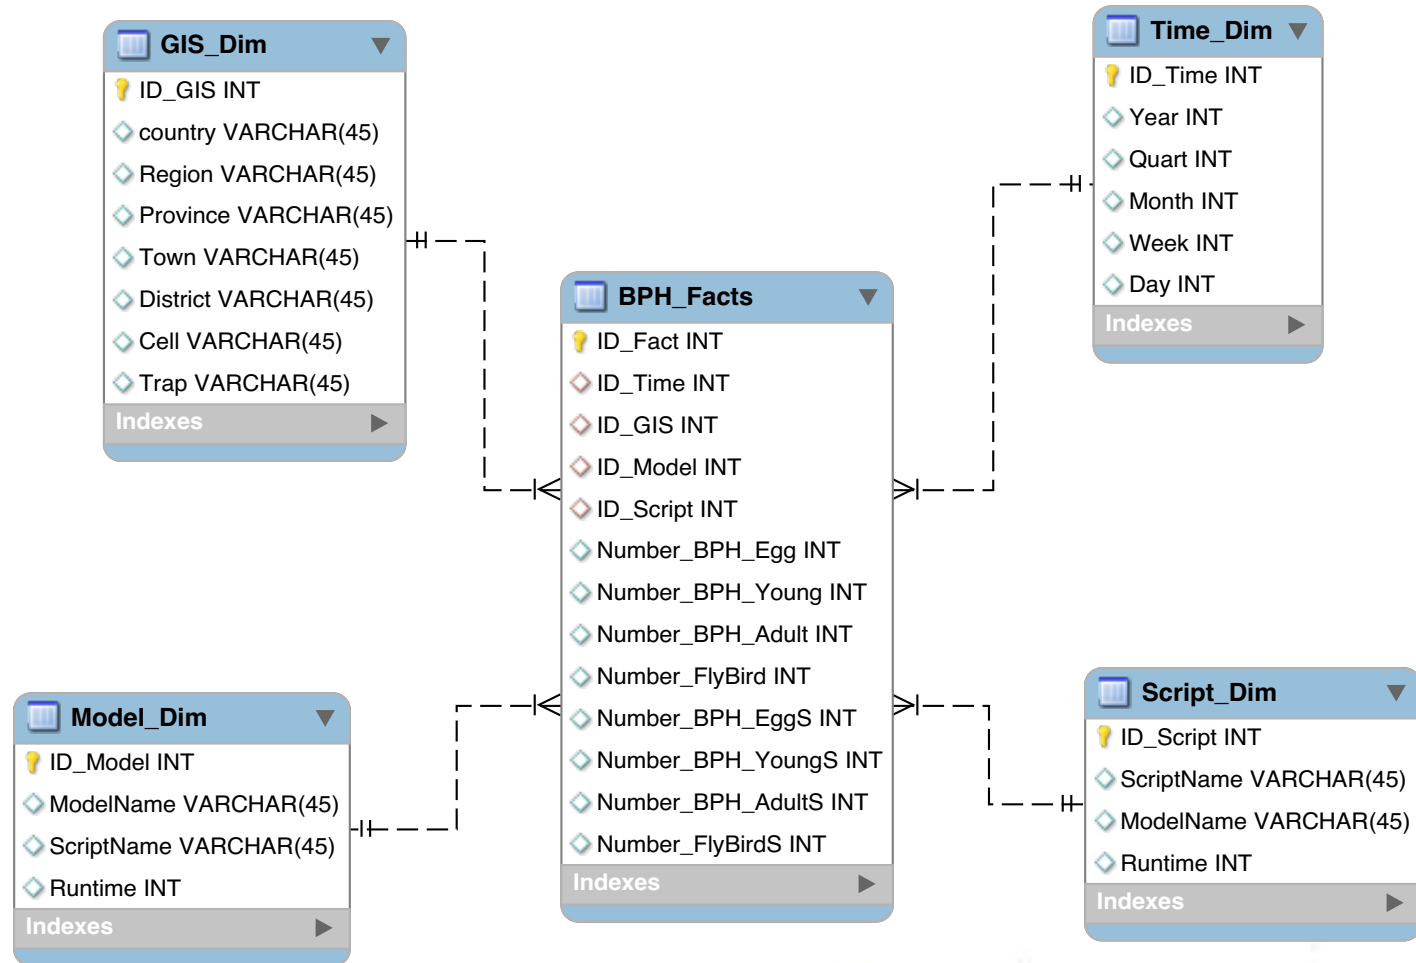 GIS_Dim
ID_GIS INT
country VARCHAR(45)
Region VARCHAR(45)
Province VARCHAR(45)
Town VARCHAR(45)
District VARCHAR(45)
Cell VARCHAR(45)
Trap VARCHAR(45)
Indexes
Time_Dim
ID_Time INT
Year INT
Quart INT
Month INT
Week INT
Day INT
Indexes
BPH_Facts
ID_Fact INT
ID_Time INT
ID_GIS INT
ID_Model INT
ID_Script INT
Number_BPH_Egg INT
Number_BPH_Young INT
Number_BPH_Adult INT
Number_FlyBird INT
Number_BPH_EggS INT
Number_BPH_YoungS INT
Number_BPH_AdultS INT
Number_FlyBirdS INT
Indexes
Model_Dim
ID_Model INT
ModelName VARCHAR(45)
ScriptName VARCHAR(45)
Runtime INT
Indexes
Script_Dim
ID_Script INT
ScriptName VARCHAR(45)
ModelName VARCHAR(45)
Runtime INT
Indexes